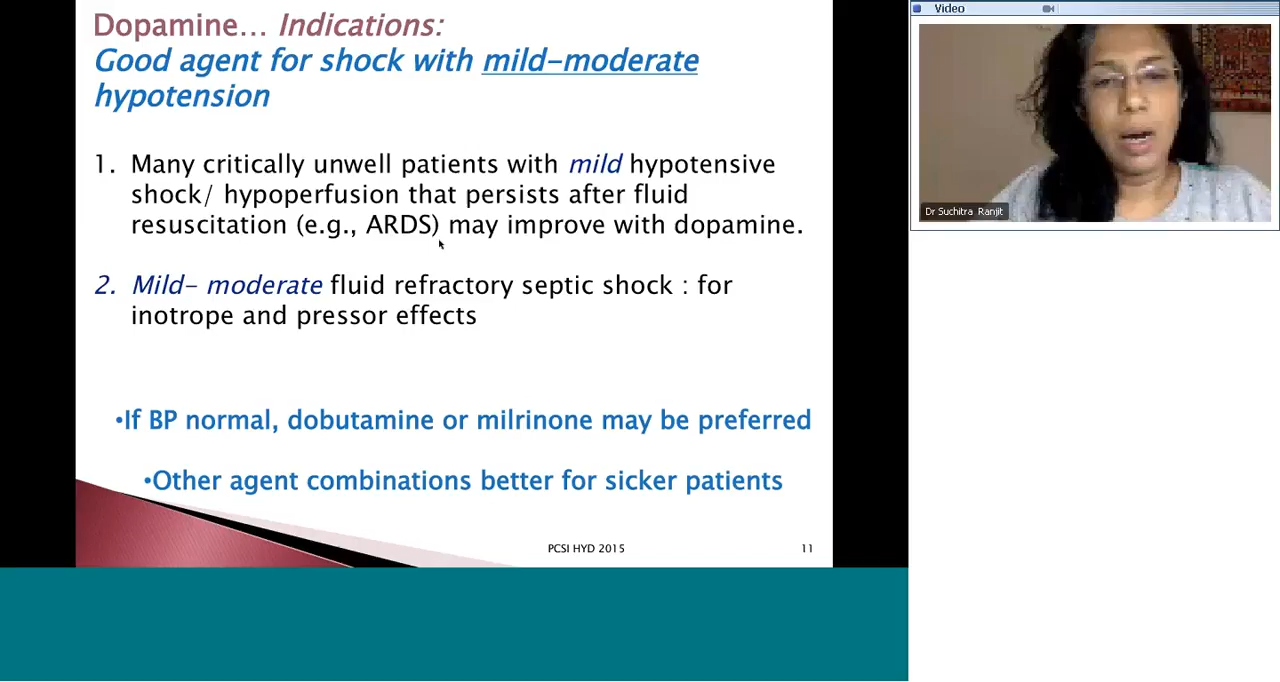 Dopamine... Indications:
Good agent for shock with mild-moderate
hypotension
1. Many critically unwell patients with mild hypotensive
shock/ hypoperfusion that persists after fluid
resuscitation (e.g., ARDS) may improve with dopamine.
2. Mild- moderate fluid refractory septic shock : for
inotrope and pressor effects
•If BP normal, dobutamine or milrinone may be preferred
•Other agent combinations better for sicker patients
PCSI HYD 2015
11
Video
Dr Suchitra Ranjit